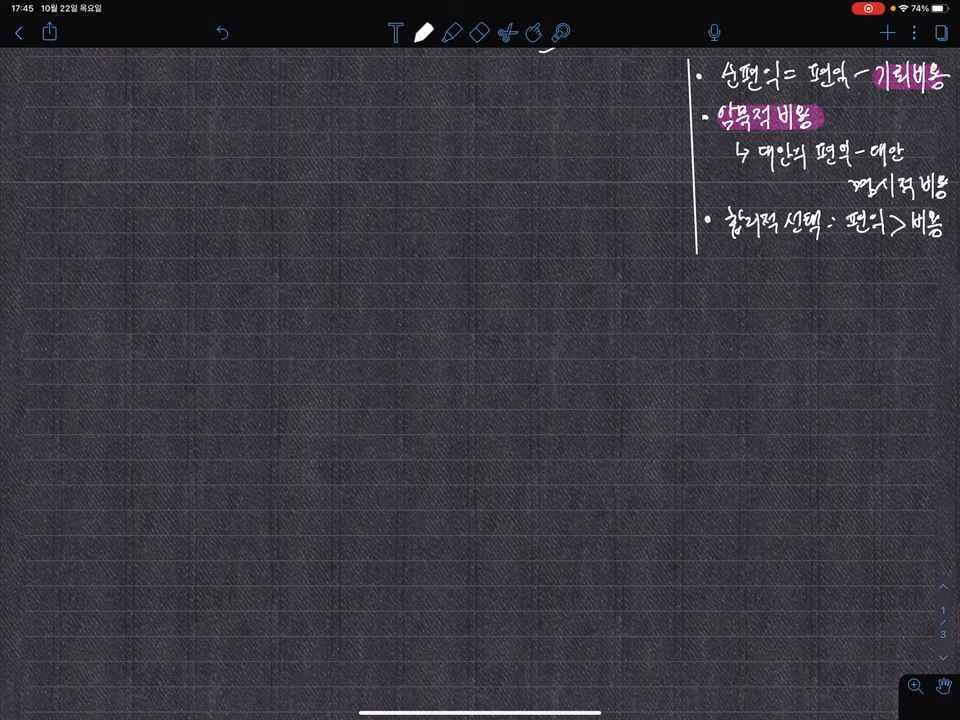 17:45 10월 22일 목요일
74%
• 순편익 = 편익 - 기회비용
• 암묵적 비용
↳ 대안의 편익 - 대안
명시적 비용
• 합리적 선택 : 편익 > 비용
1
/
3